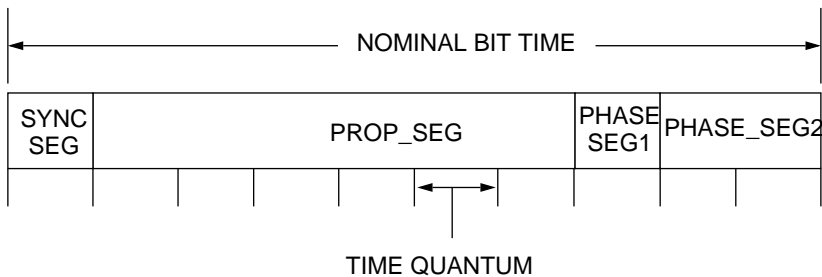 NOMINAL BIT TIME
SYNC
SEG
PROP_SEG
PHASE
SEG1
PHASE_SEG2
TIME QUANTUM